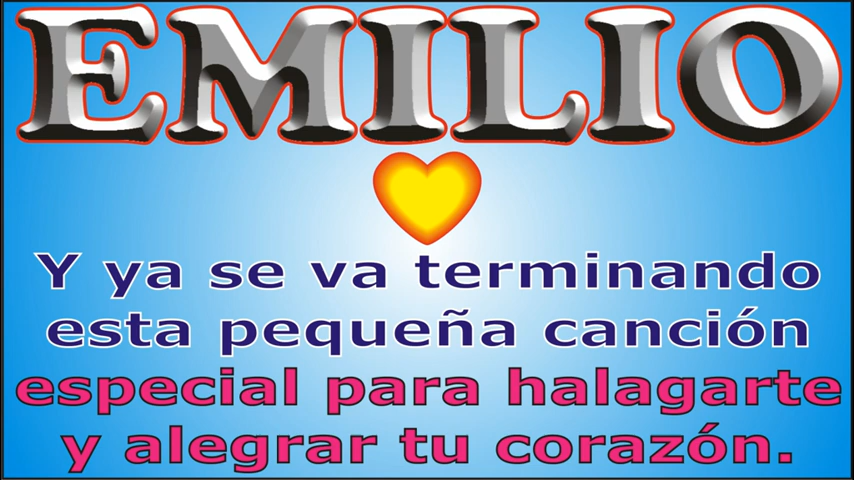 EMILIO
Y ya se va terminando
esta pequeña canción
especial para halagarte
y alegrar tu corazón.